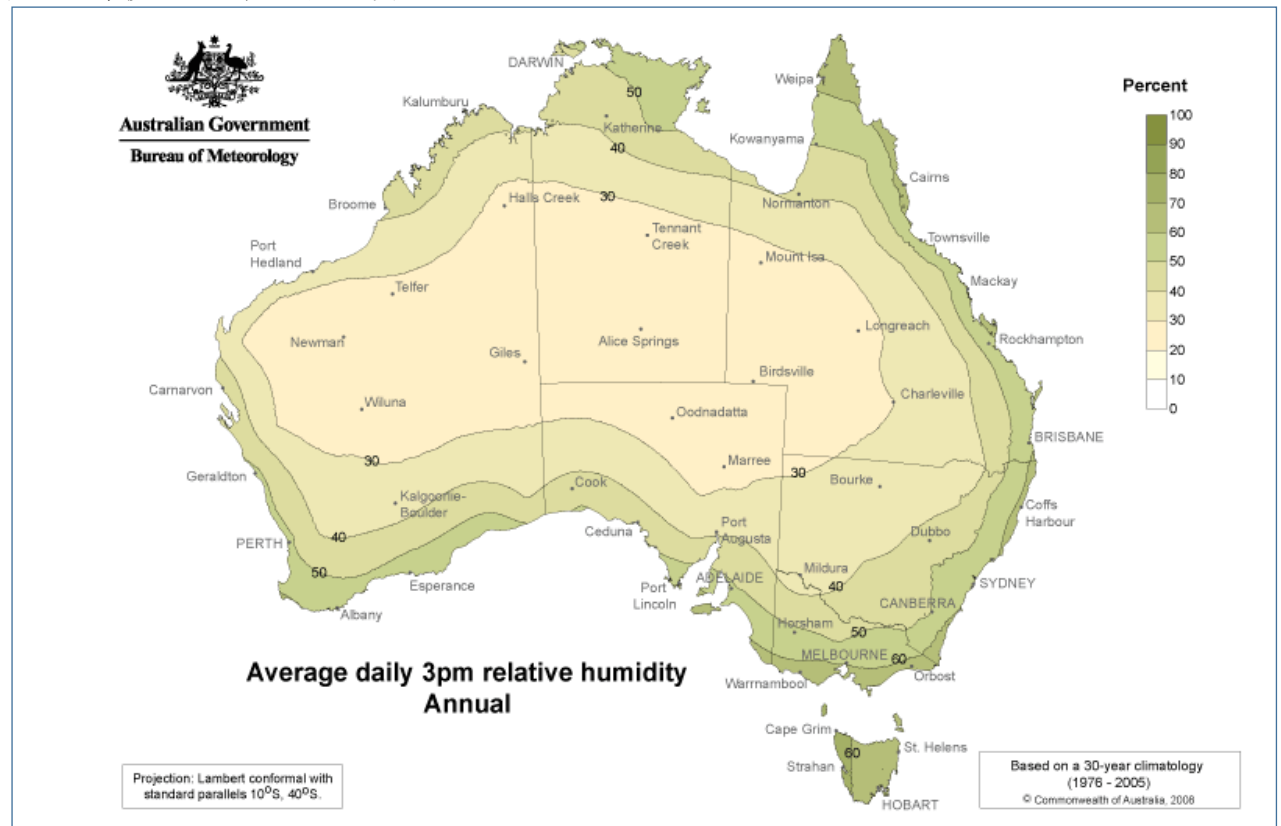 Australian Government
Bureau of Meteorology
DARWIN
Weipa
Kalumburu
50
Katherine
40
Kowanyama
Percent
100
90
80
70
60
50
40
30
20
10
0
Cairns
Broome
Halls Creek
30
Normanton
Tennant
Creek
Townsville
Port
Hedland
Mount Isa
Mackay
Telfer
Newman
Giles
Alice Springs
Longreach
Rockhampton
Birdsville
Carnarvon
Wiluna
Oodnadatta
Charleville
BRISBANE
30
Marree
30
Geraldton
Bourke
Kalgoorlie-
Boulder
Cook
Coffs
Harbour
Ceduna
Port
Augusta
Dubbo
PERTH
40
50
Esperance
Albany
Port
Lincoln
ADELAIDE
Mildura
40
SYDNEY
CANBERRA
Horsham
50
MELBOURNE
60
Warrnambool
Orbost
Average daily 3pm relative humidity
Annual
Cape Grim
60
St. Helens
Strahan
HOBART
Projection: Lambert conformal with
standard parallels 10°S, 40°S.
Based on a 30-year climatology
(1976 - 2005)
© Commonwealth of Australia, 2008